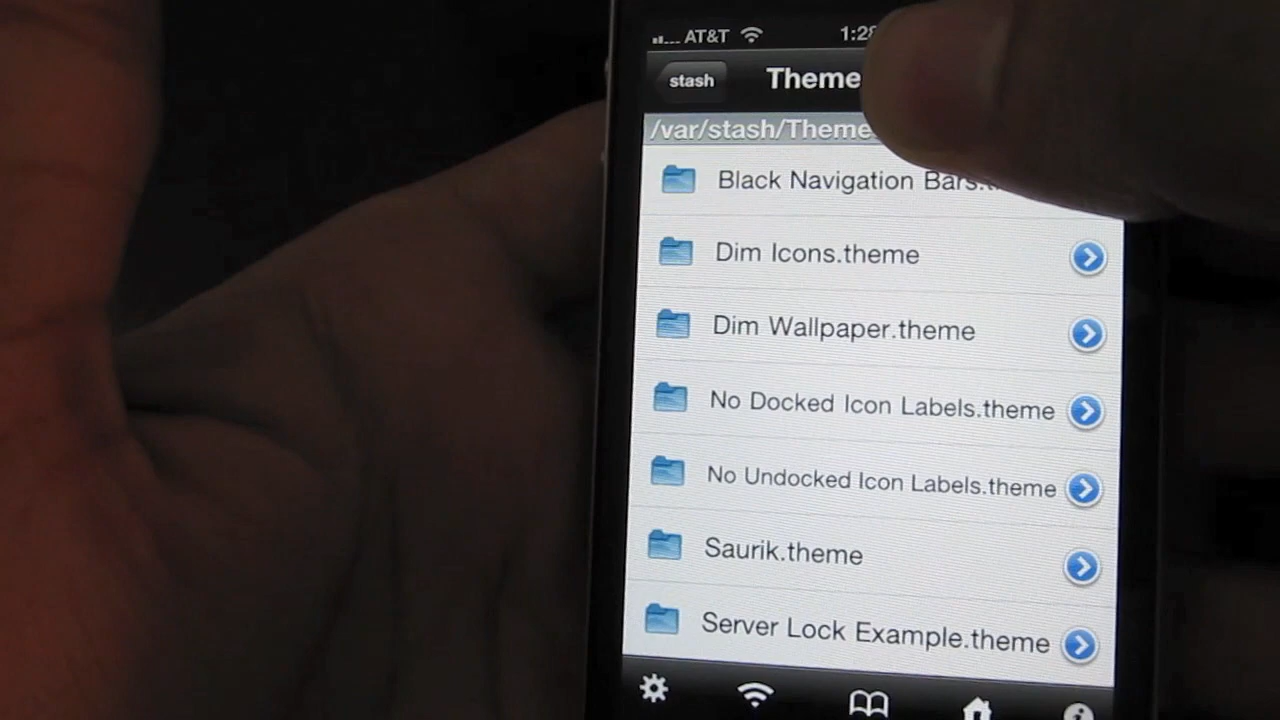 AT&T 1:28
stash Theme
/var/stash/Theme
Black Navigation Bars.
Dim Icons.theme
Dim Wallpaper.theme
No Docked Icon Labels.theme
No Undocked Icon Labels.theme
Saurik.theme
Server Lock Example.theme